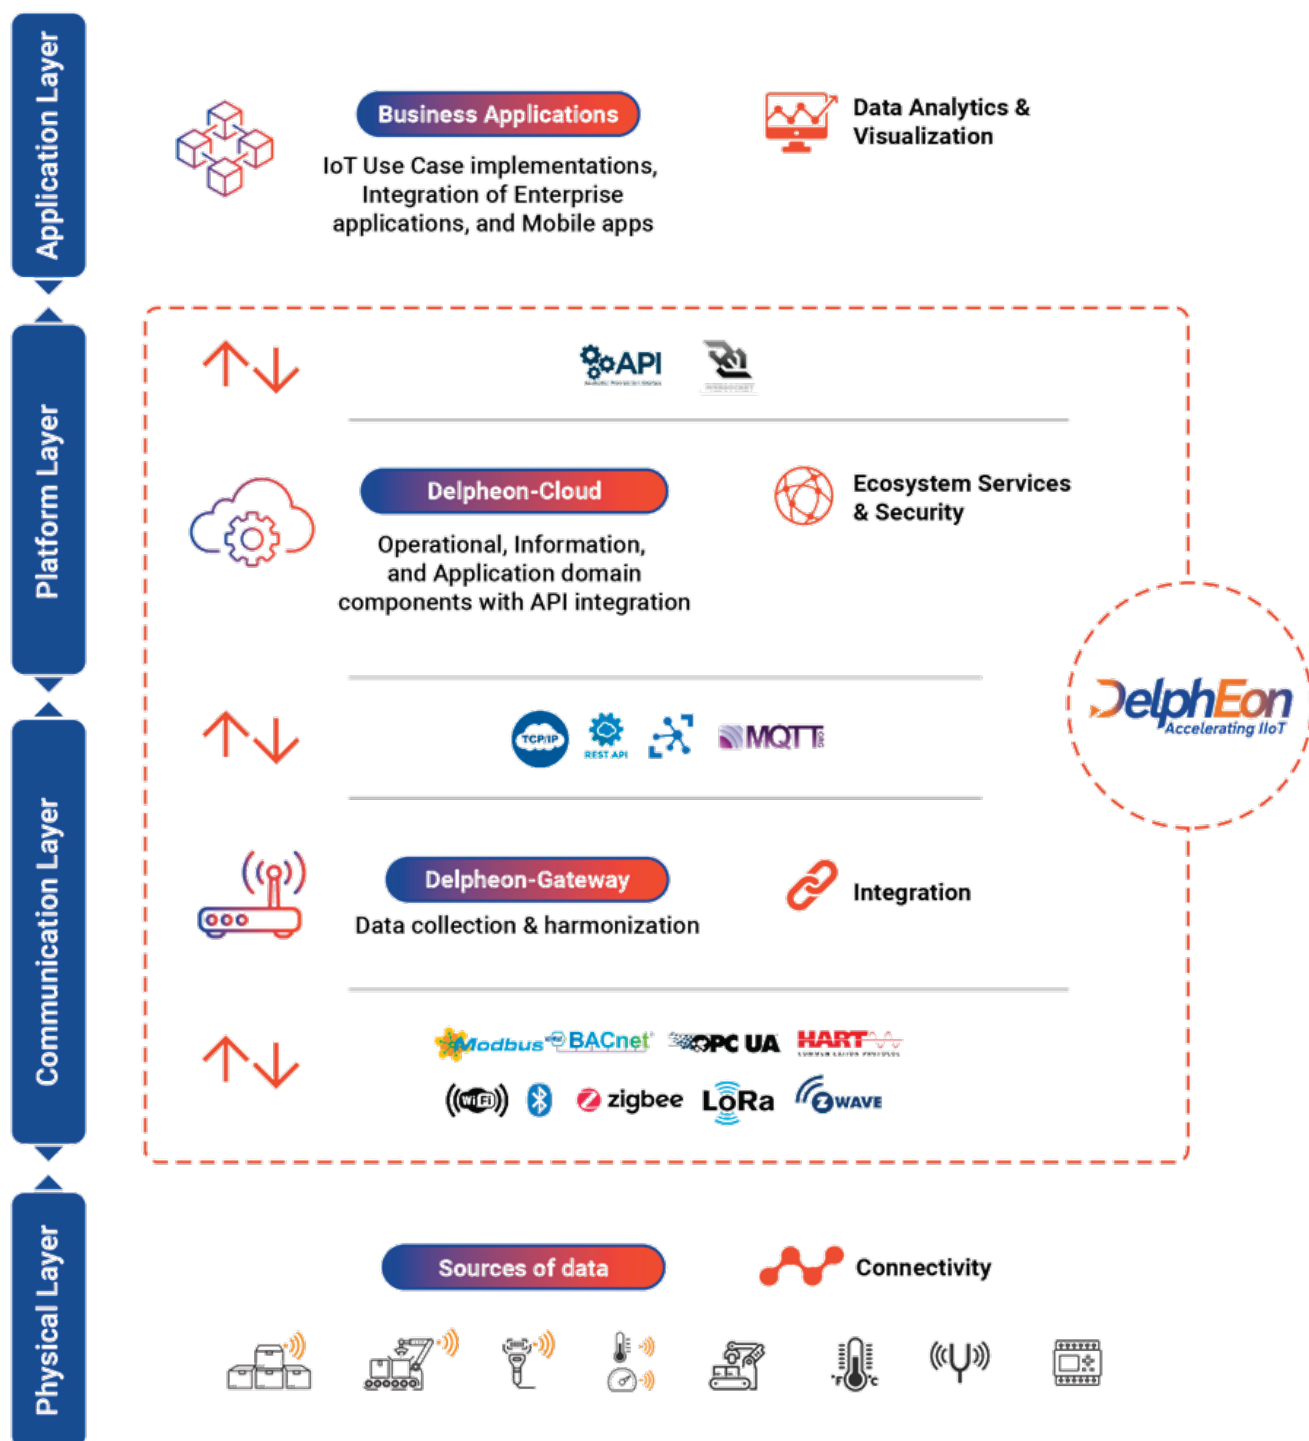 Application Layer
Business Applications
IoT Use Case implementations,
Integration of Enterprise
applications, and Mobile apps
Data Analytics &
Visualization
Platform Layer
API
Delpheon-Cloud
Operational, Information,
and Application domain
components with API integration
Ecosystem Services
& Security
DelphEon
Accelerating IIoT
Communication Layer
TCP/IP
REST API
MQTT
.ORG
Delpheon-Gateway
Data collection & harmonization
Integration
Modbus
BACnet
OPC UA
HART
COMMUNICATION PROTOCOL
WiFi
zigbee
LoRa
Z WAVE
Physical Layer
Sources of data
Connectivity
°F °C